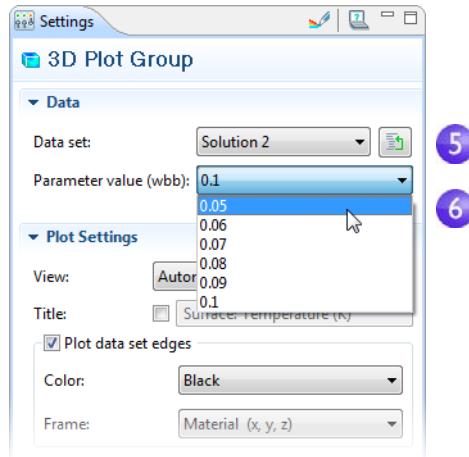 Settings
3D Plot Group
Data
Data set: Solution 2
5
Parameter value (wbb): 0.1
6
0.05
0.06
0.07
0.08
0.09
0.1
Plot Settings
View: Autor
Title: Surface: Temperature (K)
Plot data set edges
Color: Black
Frame: Material (x, y, z)